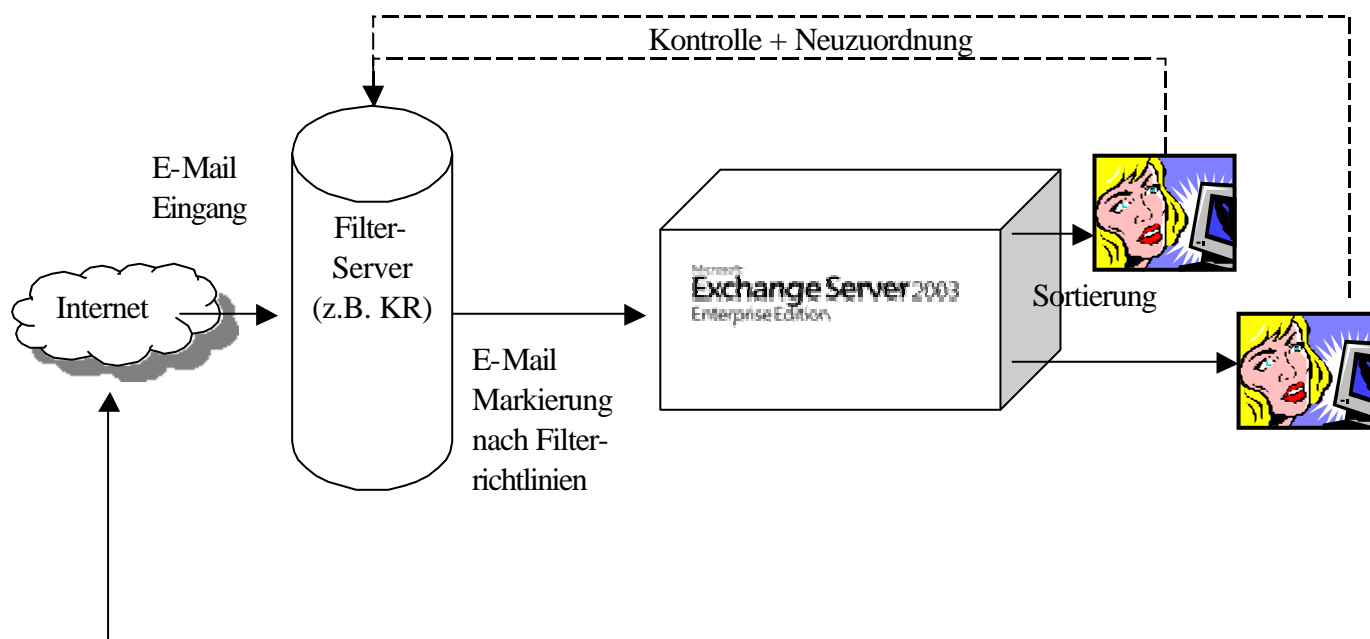 Kontrolle + Neuzuordnung
E-Mail
Eingang
Filter-
Server
(z.B. KR)
Internet
Microsoft
Exchange Server 2003
Enterprise Edition
Sortierung
E-Mail
Markierung
nach Filter-
richtlinien